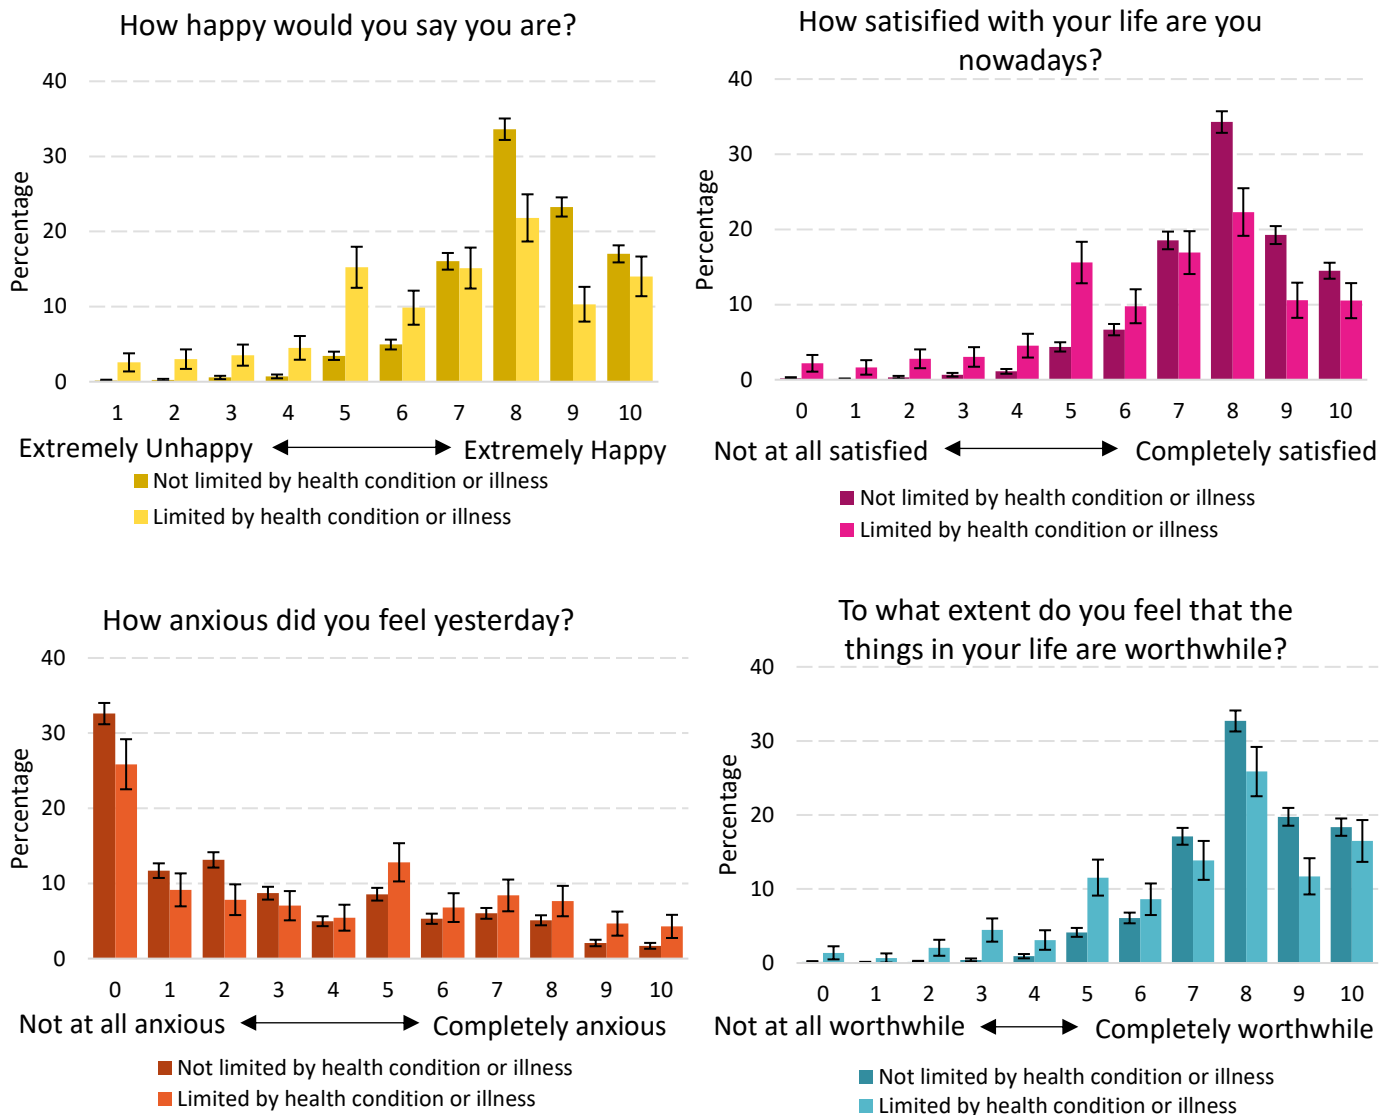 How happy would you say you are?
40
30
20
10
0
Percentage
1 2 3 4 5 6 7 8 9 10
Extremely Unhappy Extremely Happy
Not limited by health condition or illness
Limited by health condition or illness
How satisified with your life are you
nowadays?
40
30
20
10
0
Percentage
0 1 2 3 4 5 6 7 8 9 10
Not at all satisfied Completely satisfied
Not limited by health condition or illness
Limited by health condition or illness
How anxious did you feel yesterday?
40
30
20
10
0
Percentage
0 1 2 3 4 5 6 7 8 9 10
Not at all anxious Completely anxious
Not limited by health condition or illness
Limited by health condition or illness
To what extent do you feel that the
things in your life are worthwhile?
40
30
20
10
0
Percentage
0 1 2 3 4 5 6 7 8 9 10
Not at all worthwhile Completely worthwhile
Not limited by health condition or illness
Limited by health condition or illness